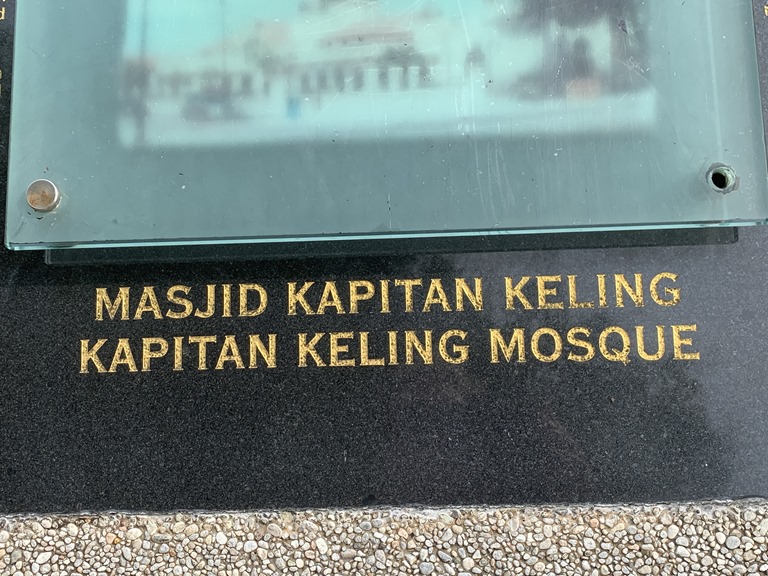 MASJID KAPITAN KELING
KAPITAN KELING MOSQUE